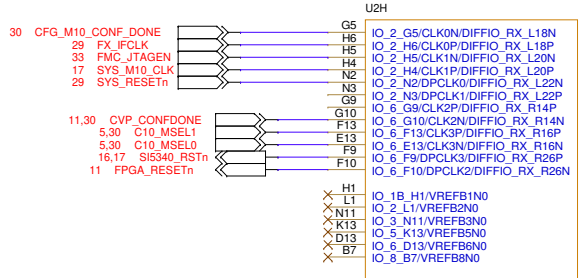 U2H
30 CFG_M10_CONF_DONE G5 IO_2_G5/CLK0N/DIFFIO_RX_L18N
29 FX_IFCLK H6 IO_2_H6/CLK0P/DIFFIO_RX_L18P
33 FMC_JTAGEN H5 IO_2_H5/CLK1N/DIFFIO_RX_L20N
17 SYS_M10_CLK H4 IO_2_H4/CLK1P/DIFFIO_RX_L20P
29 SYS_RESETn N2 IO_2_N2/DPCLK0/DIFFIO_RX_L22N
N3 IO_2_N3/DPCLK1/DIFFIO_RX_L22P
G9 IO_6_G9/CLK2P/DIFFIO_RX_R14P
11,30 CVP_CONFDONE G10 IO_6_G10/CLK2N/DIFFIO_RX_R14N
5,30 C10_MSEL1 F13 IO_6_F13/CLK3P/DIFFIO_RX_R16P
5,30 C10_MSEL0 E13 IO_6_E13/CLK3N/DIFFIO_RX_R16N
16,17 SI5340_RSTn F9 IO_6_F9/DPCLK3/DIFFIO_RX_R26P
11 FPGA_RESETn F10 IO_6_F10/DPCLK2/DIFFIO_RX_R26N
H1 IO_1B_H1/VREFB1N0
L1 IO_2_L1/VREFB2N0
N11 IO_3_N11/VREFB3N0
K13 IO_5_K13/VREFB5N0
D13 IO_6_D13/VREFB6N0
B7 IO_8_B7/VREFB8N0